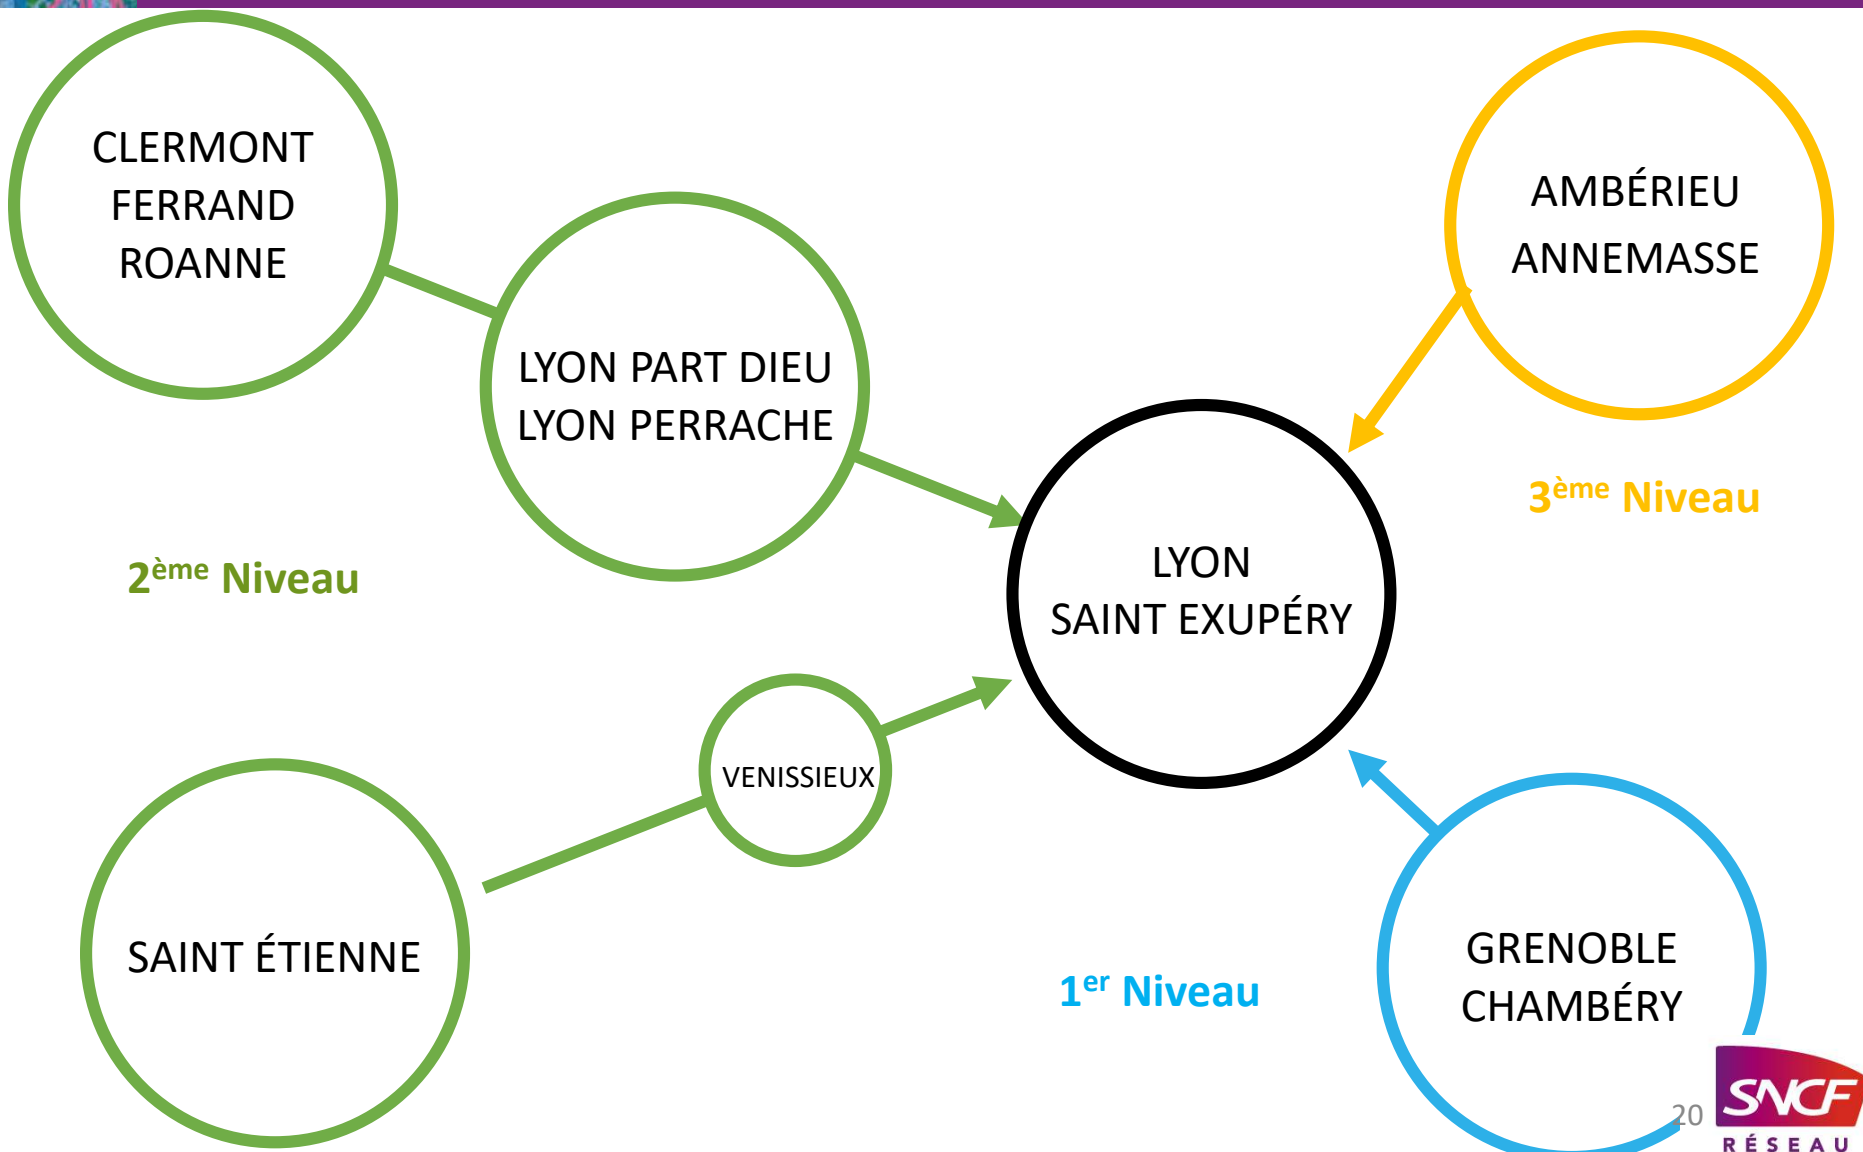 CLERMONT
FERRAND
ROANNE
LYON PART DIEU
LYON PERRACHE
AMBÉRIEU
ANNEMASSE
3ème Niveau
2ème Niveau
LYON
SAINT EXUPÉRY
VENISSIEUX
SAINT ÉTIENNE
1er Niveau
GRENOBLE
CHAMBÉRY
20
SNCF
RÉSEAU